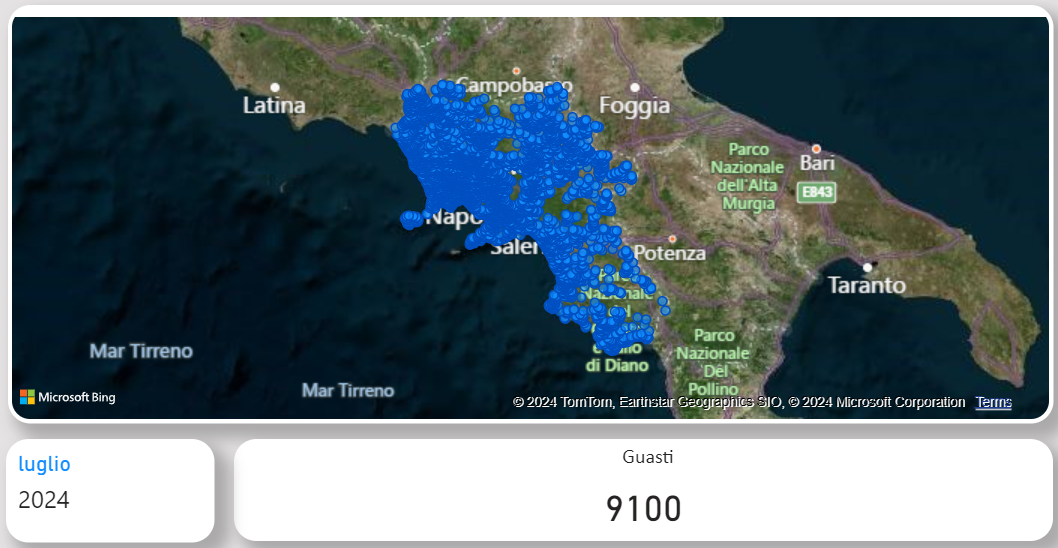 Campobasso
Latina
Foggia
Parco
Nazionale
dell'Alta
Murgia
Bari
E843
Napo
Salern
Potenza
Taranto
Nazionale
di Diano
Parco
Nazionale
Del
Pollino
Mar Tirreno
Mar Tirreno
Microsoft Bing
© 2024 TomTom, Earthstar Geographics SIO, © 2024 Microsoft Corporation Terms
luglio
2024
Guasti
9100